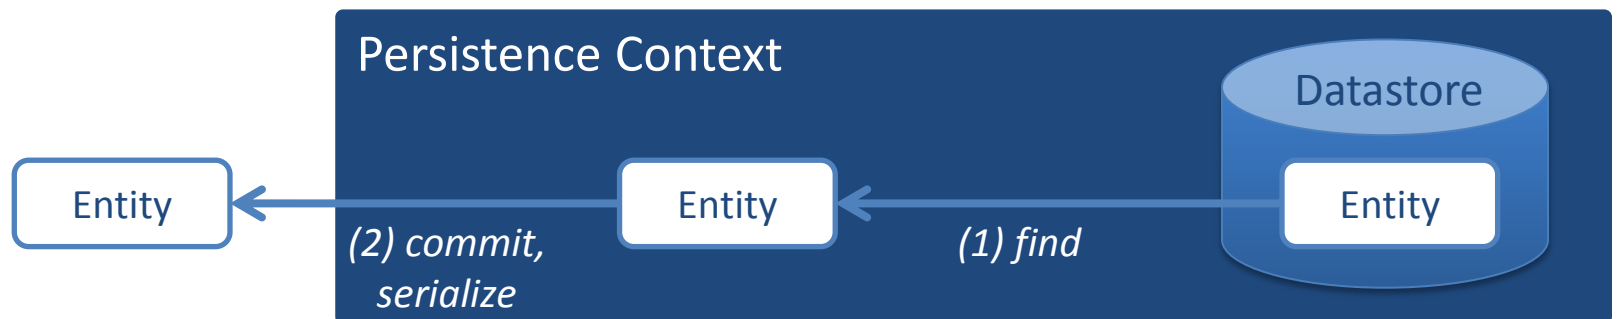 Persistence Context
Datastore
Entity
Entity
Entity
(2) commit,
serialize
(1) find